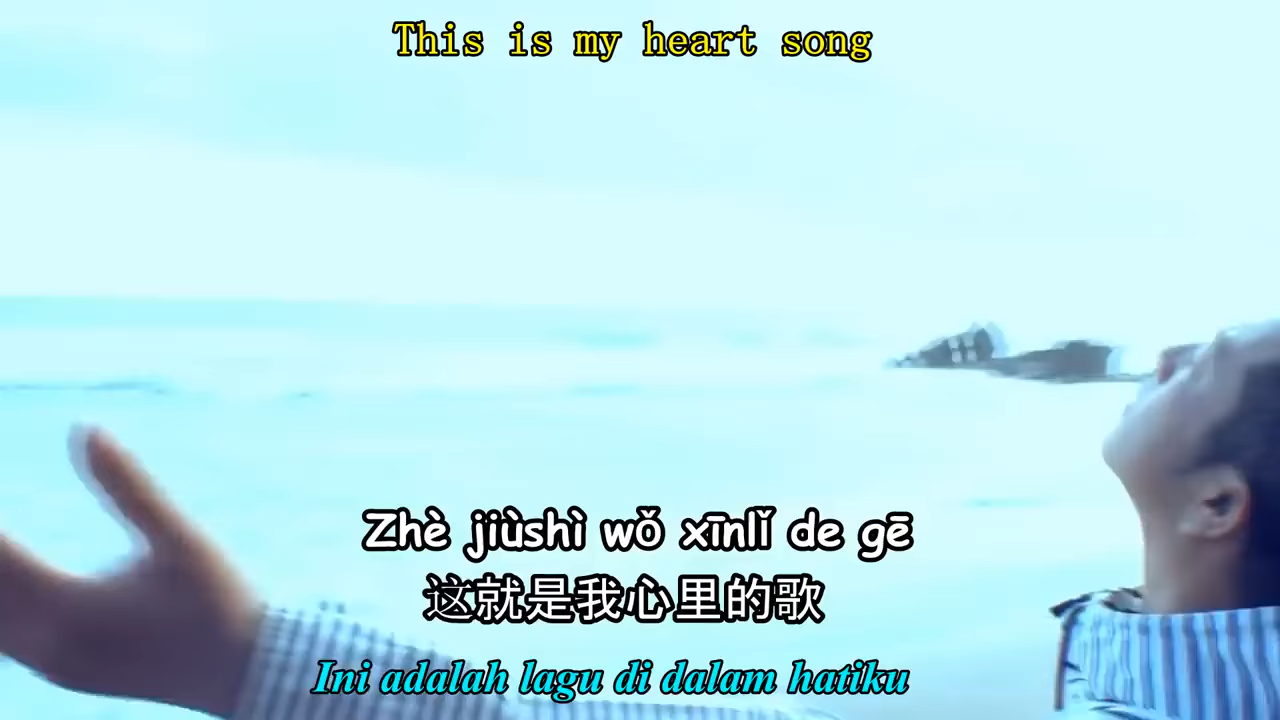 This is my heart song
Zhè jiùshì wǒ xīnlǐ de gē
这就是我心里的歌
Ini adalah lagu di dalam hatiku